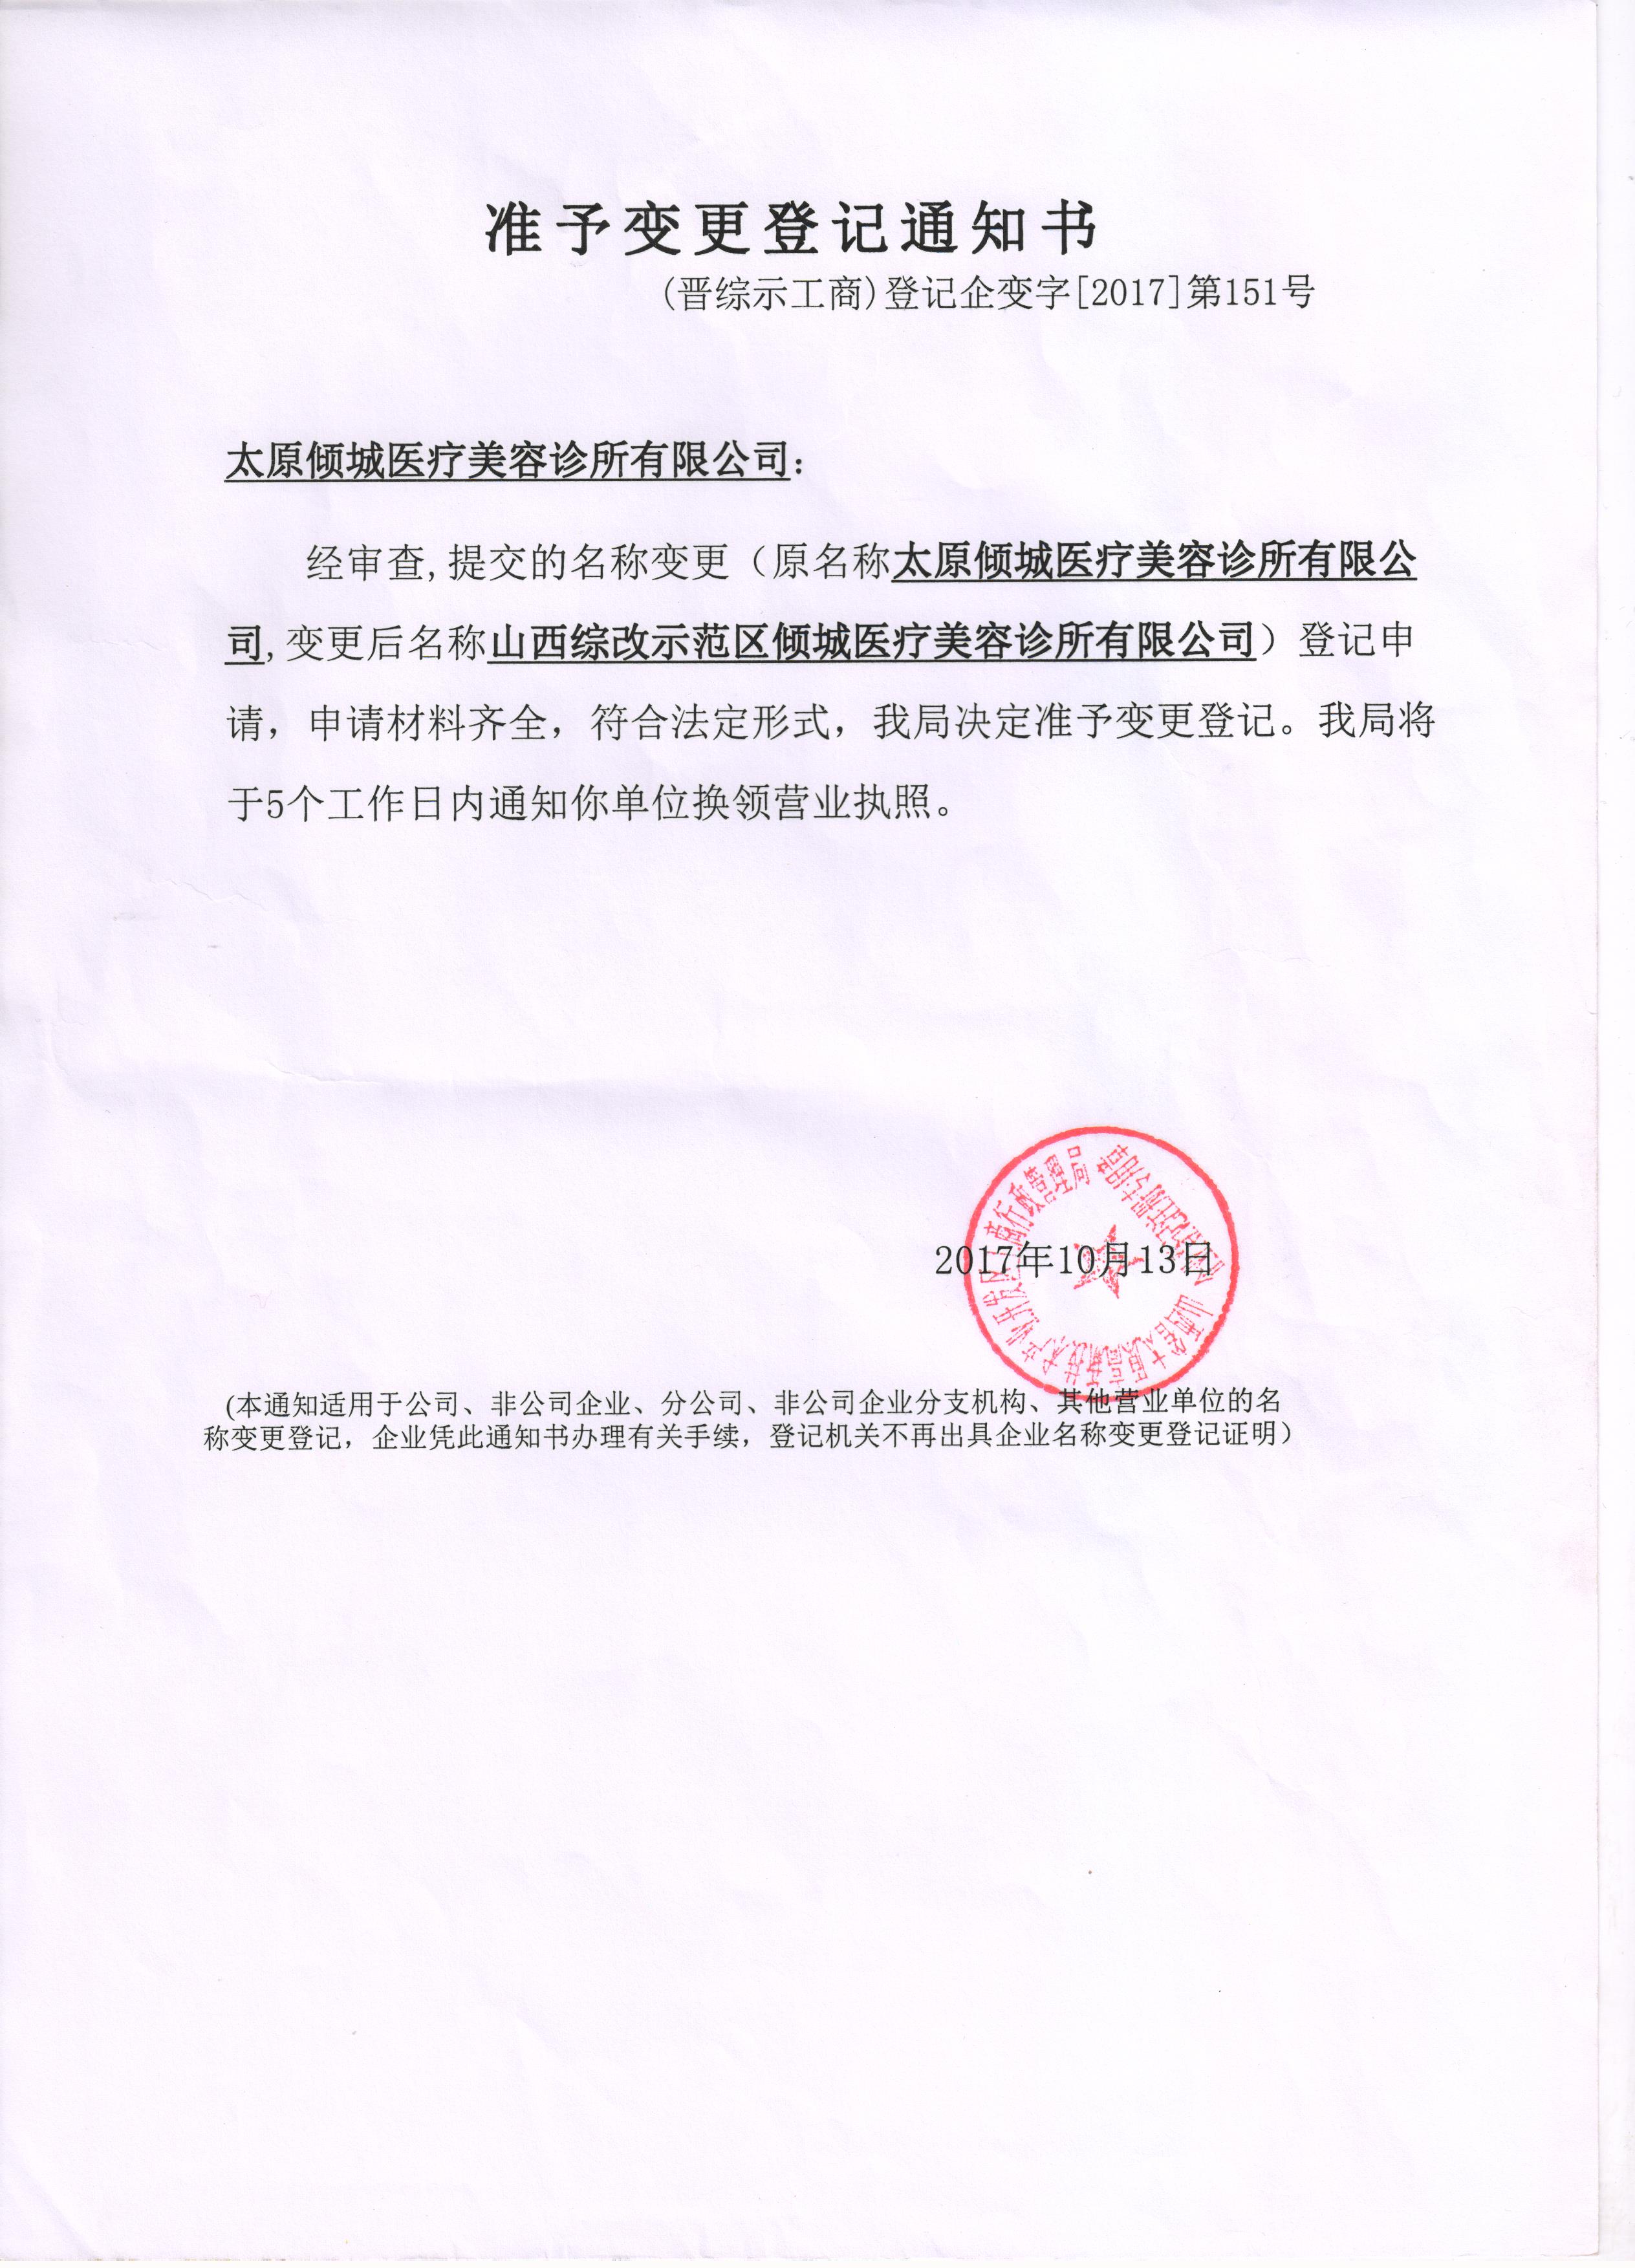 准予变更登记通知书
(晋综示工商)登记企变字[2017]第151号
太原倾城医疗美容诊所有限公司：
经审查,提交的名称变更（原名称太原倾城医疗美容诊所有限公
司,变更后名称山西综改示范区倾城医疗美容诊所有限公司）登记申
请，申请材料齐全，符合法定形式，我局决定准予变更登记。我局将
于5个工作日内通知你单位换领营业执照。
2017年10月13日
(本通知适用于公司、非公司企业、分公司、非公司企业分支机构、其他营业单位的名
称变更登记，企业凭此通知书办理有关手续，登记机关不再出具企业名称变更登记证明）